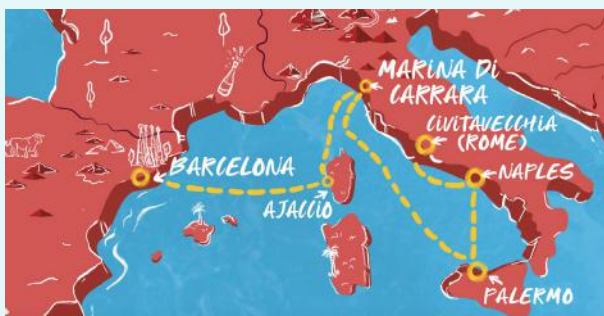 MARINA DI
CARRARA
CIVITAVECCHIA
(ROME)
BARCELONA
NAPLES
AJACCIO
PALERMO